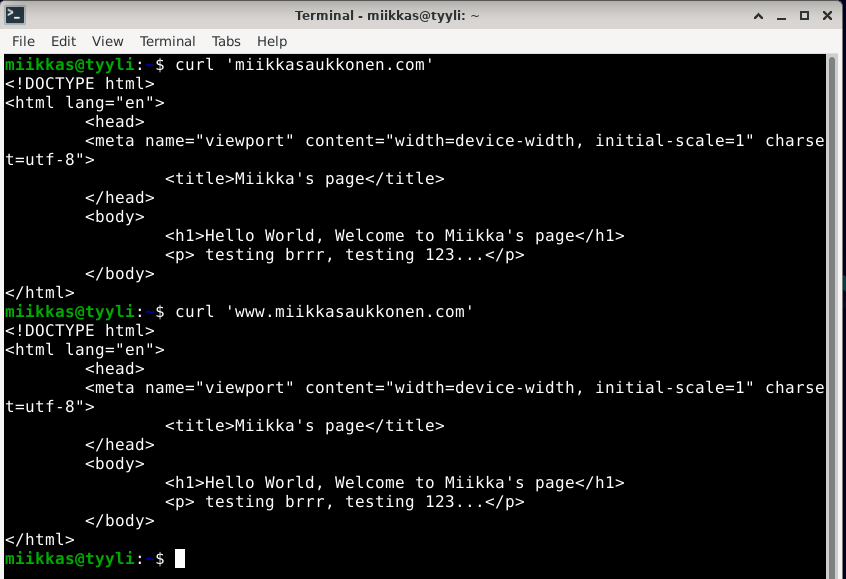 Terminal - miikkas@tyyli: ~
File Edit View Terminal Tabs Help
miikkas@tyyli:~$ curl 'miikkasaukkonen.com'
<!DOCTYPE html>
<html lang="en">
        <head>
        <meta name="viewport" content="width=device-width, initial-scale=1" charse
t=utf-8">
                <title>Miikka's page</title>
        </head>
        <body>
                <h1>Hello World, Welcome to Miikka's page</h1>
                <p> testing brrr, testing 123...</p>
        </body>
</html>
miikkas@tyyli:~$ curl 'www.miikkasaukkonen.com'
<!DOCTYPE html>
<html lang="en">
        <head>
        <meta name="viewport" content="width=device-width, initial-scale=1" charse
t=utf-8">
                <title>Miikka's page</title>
        </head>
        <body>
                <h1>Hello World, Welcome to Miikka's page</h1>
                <p> testing brrr, testing 123...</p>
        </body>
</html>
miikkas@tyyli:~$